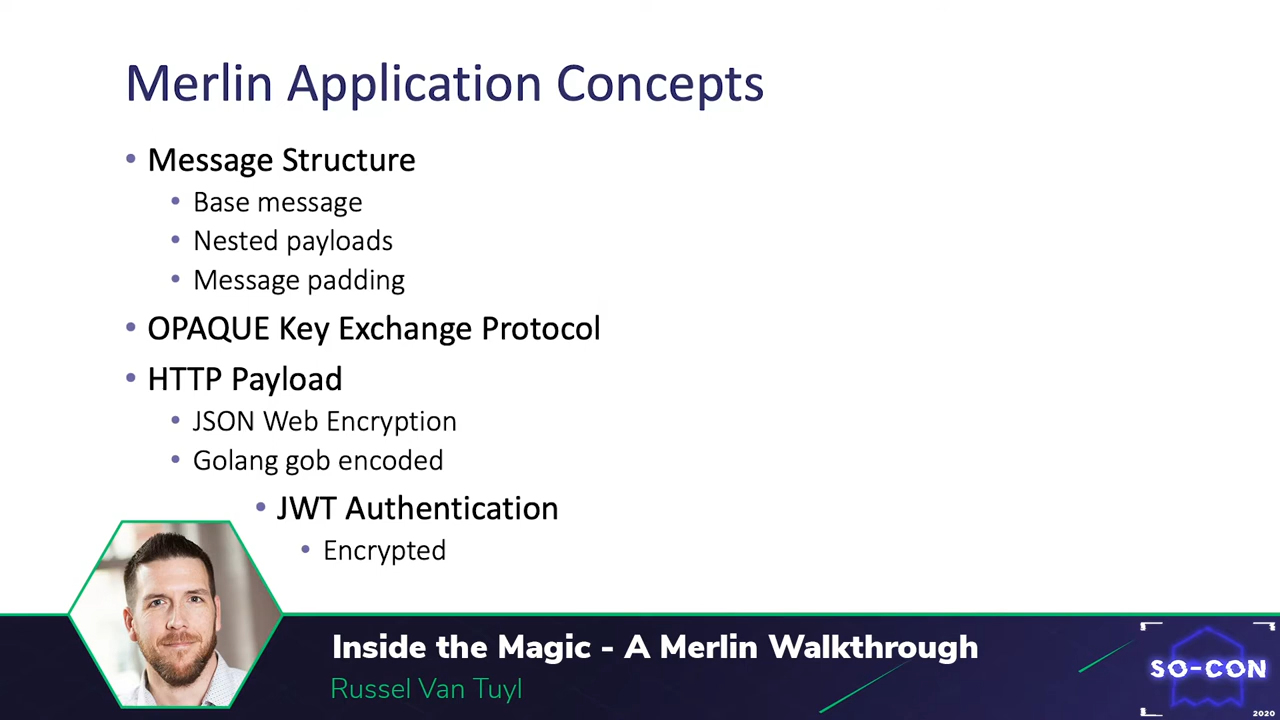 Merlin Application Concepts
• Message Structure
• Base message
• Nested payloads
• Message padding
• OPAQUE Key Exchange Protocol
• HTTP Payload
• JSON Web Encryption
• Golang gob encoded
• JWT Authentication
• Encrypted
Inside the Magic - A Merlin Walkthrough
Russel Van Tuyl
SO-CON
2020